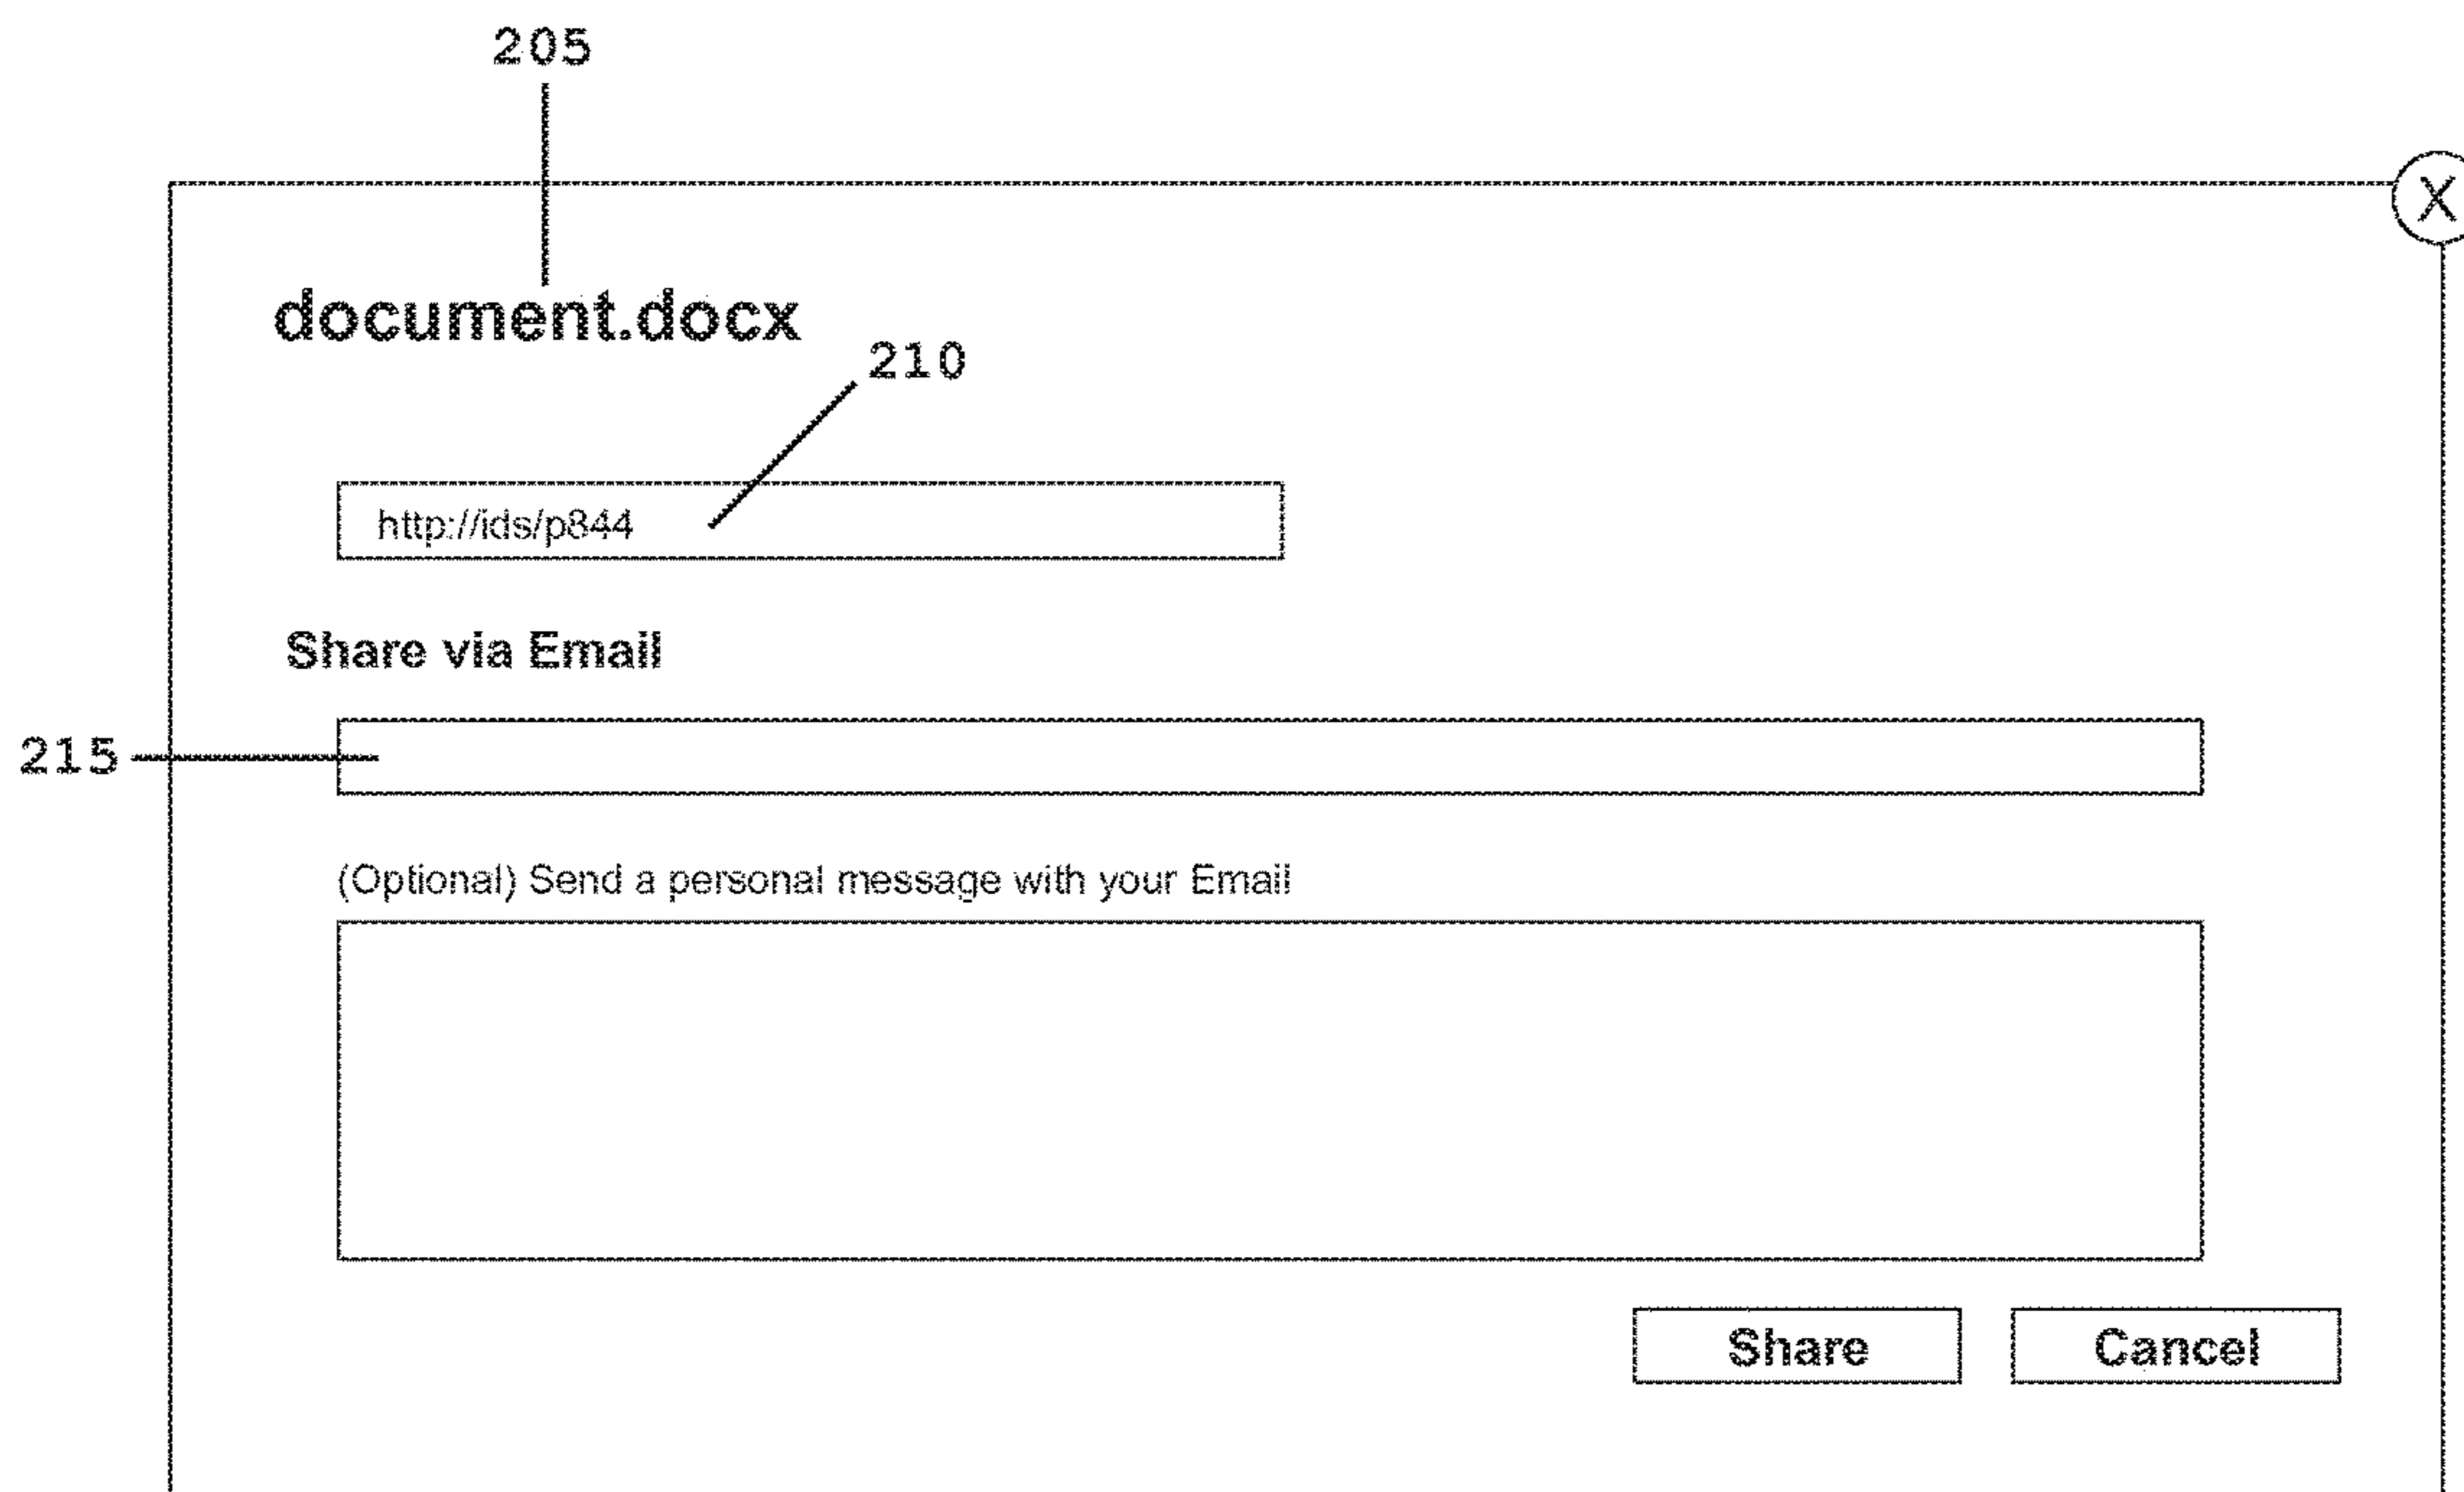 205
X
document.docx
210
http://ids/p844
Share via Email
215
(Optional) Send a personal message with your Email
Share Cancel